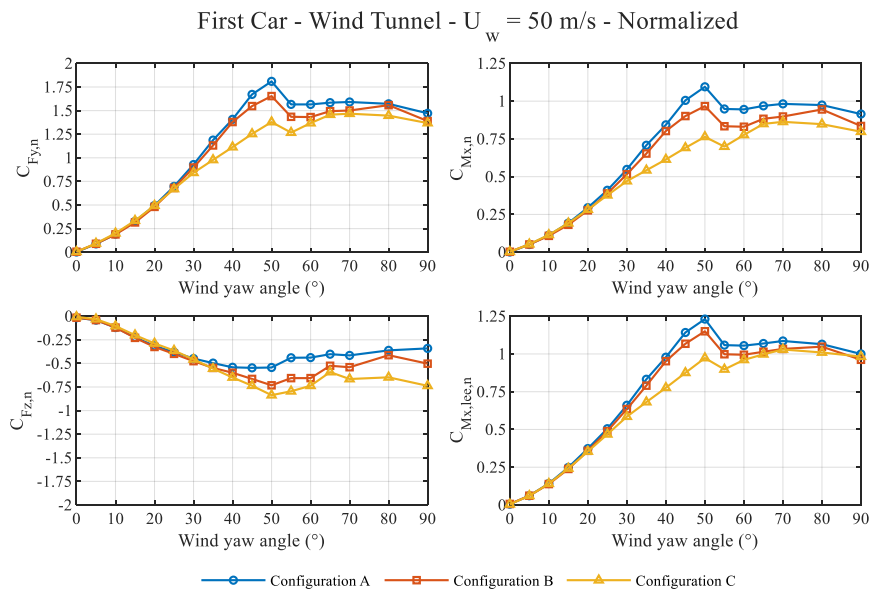 First Car - Wind Tunnel - U_w = 50 m/s - Normalized
2
1.75
1.5
1.25
1
0.75
0.5
0.25
0
C_Fy,n
0 10 20 30 40 50 60 70 80 90
Wind yaw angle (°)
1.25
1
0.75
0.5
0.25
0
C_Mx,n
0 10 20 30 40 50 60 70 80 90
Wind yaw angle (°)
0
-0.25
-0.5
-0.75
-1
-1.25
-1.5
-1.75
-2
C_Fz,n
0 10 20 30 40 50 60 70 80 90
Wind yaw angle (°)
1.25
1
0.75
0.5
0.25
0
C_Mx,lee,n
0 10 20 30 40 50 60 70 80 90
Wind yaw angle (°)
Configuration A Configuration B Configuration C